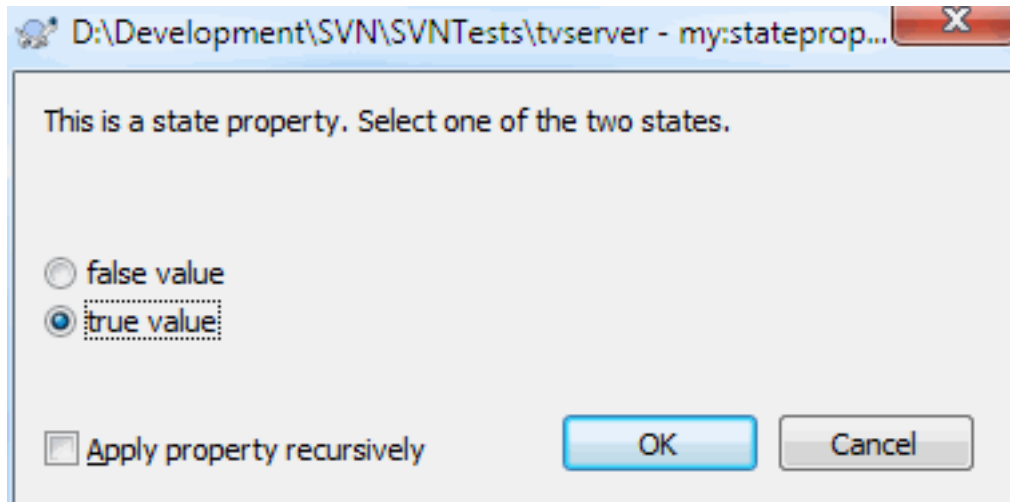 D:\Development\SVN\SVNTests\tvserver - my:stateprop...
This is a state property. Select one of the two states.
false value
true value
Apply property recursively
OK
Cancel